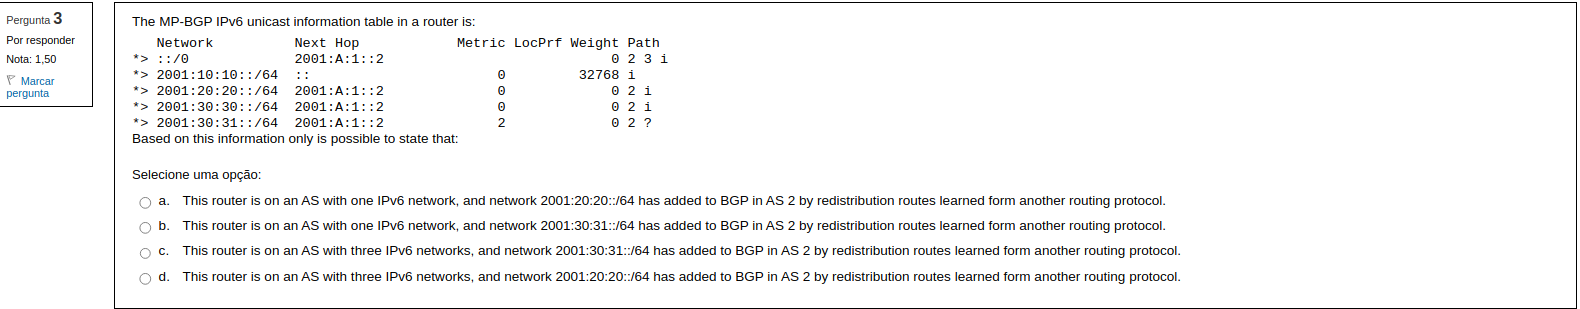 Pergunta 3
Por responder
Nota: 1,50
Marcar
pergunta
The MP-BGP IPv6 unicast information table in a router is:
Network Next Hop Metric LocPrf Weight Path
*> ::/0 2001:A:1::2 0 2 3 i
*> 2001:10:10::/64 :: 0 32768 i
*> 2001:20:20::/64 2001:A:1::2 0 0 2 i
*> 2001:30:30::/64 2001:A:1::2 0 0 2 i
*> 2001:30:31::/64 2001:A:1::2 2 0 2 ?
Based on this information only is possible to state that:
Selecione uma opção:
a. This router is on an AS with one IPv6 network, and network 2001:20:20::/64 has added to BGP in AS 2 by redistribution routes learned form another routing protocol.
b. This router is on an AS with one IPv6 network, and network 2001:30:31::/64 has added to BGP in AS 2 by redistribution routes learned form another routing protocol.
c. This router is on an AS with three IPv6 networks, and network 2001:30:31::/64 has added to BGP in AS 2 by redistribution routes learned form another routing protocol.
d. This router is on an AS with three IPv6 networks, and network 2001:20:20::/64 has added to BGP in AS 2 by redistribution routes learned form another routing protocol.